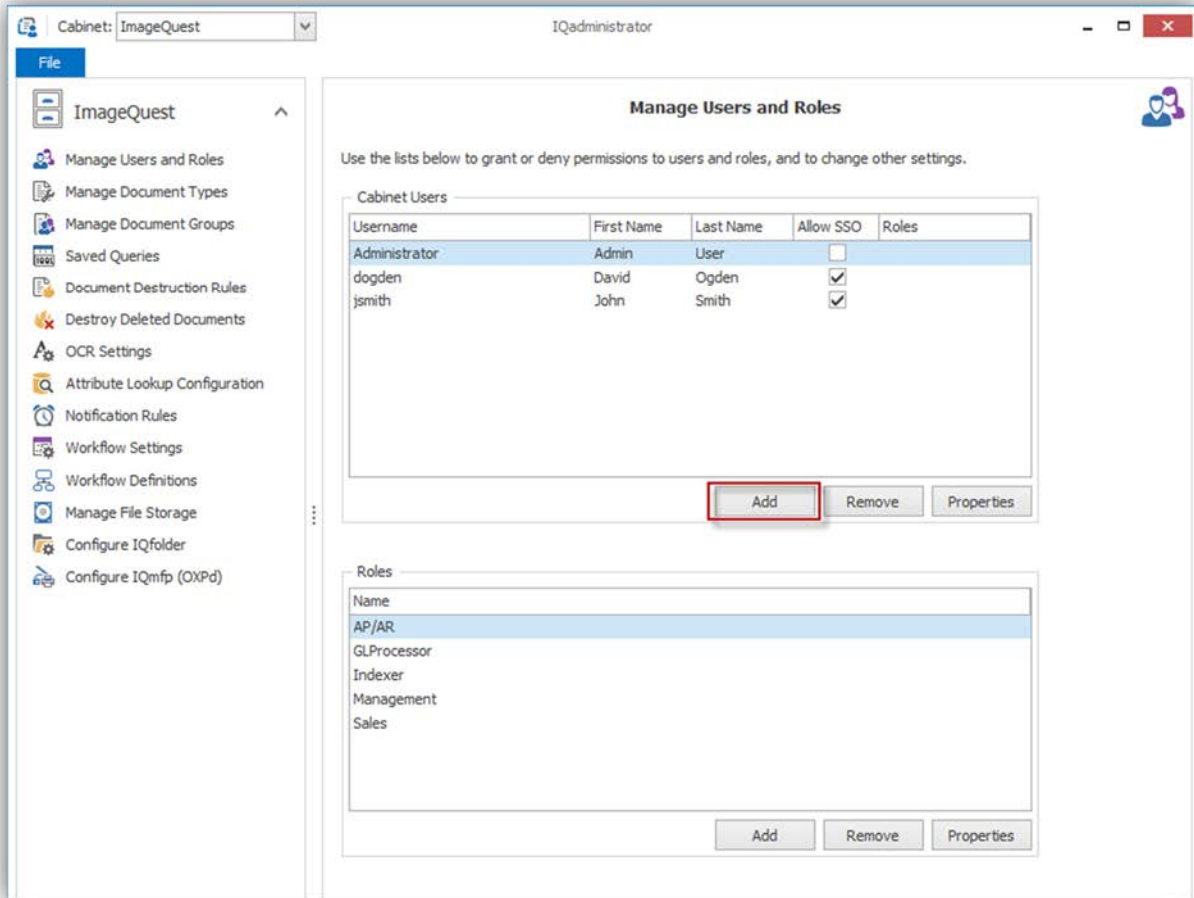 Cabinet: ImageQuest
IQadministrator
File
ImageQuest
Manage Users and Roles
Manage Document Types
Manage Document Groups
Saved Queries
Document Destruction Rules
Destroy Deleted Documents
OCR Settings
Attribute Lookup Configuration
Notification Rules
Workflow Settings
Workflow Definitions
Manage File Storage
Configure IQfolder
Configure IQmfp (OXPd)
Manage Users and Roles
Use the lists below to grant or deny permissions to users and roles, and to change other settings.
Cabinet Users
Username First Name Last Name Allow SSO Roles
Administrator Admin User
dogden David Ogden
jsmith John Smith
Add Remove Properties
Roles
Name
AP/AR
GLProcessor
Indexer
Management
Sales
Add Remove Properties